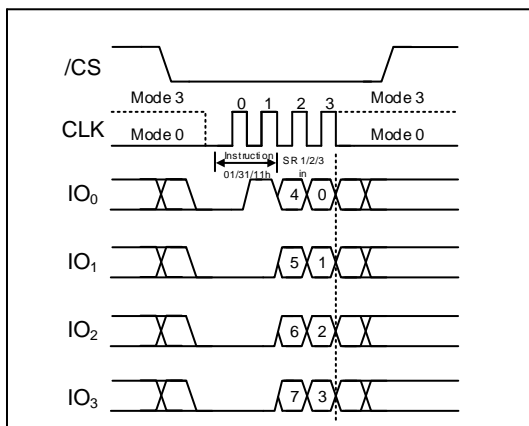 /CS
Mode 3
0 1 2 3
Mode 3
CLK
Mode 0
Mode 0
Instruction
SR 1/2/3
01/31/11h
in
IO0
4 0
IO1
5 1
IO2
6 2
IO3
7 3